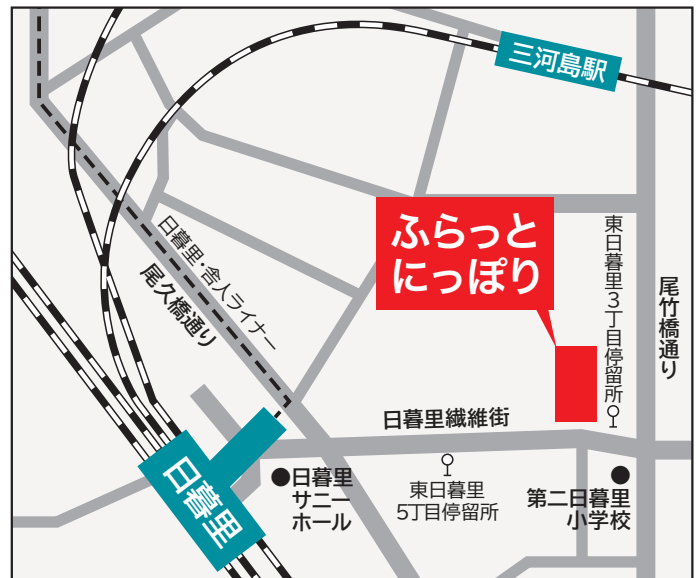 三河島駅
ふらっと
にっぽり
東日暮里3丁目停留所
尾竹橋通り
日暮里・舎人ライナー
尾久橋通り
日暮里繊維街
日暮里
日暮里
サニー
ホール
東日暮里
5丁目停留所
第二日暮里
小学校